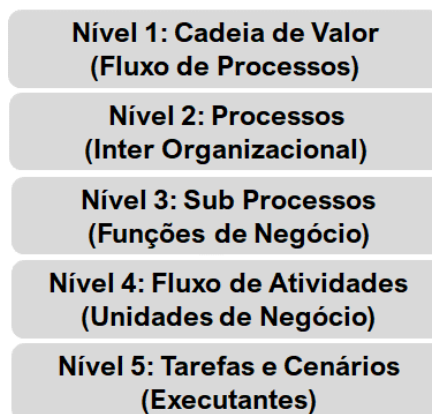 Nível 1: Cadeia de Valor
(Fluxo de Processos)
Nível 2: Processos
(Inter Organizacional)
Nível 3: Sub Processos
(Funções de Negócio)
Nível 4: Fluxo de Atividades
(Unidades de Negócio)
Nível 5: Tarefas e Cenários
(Executantes)